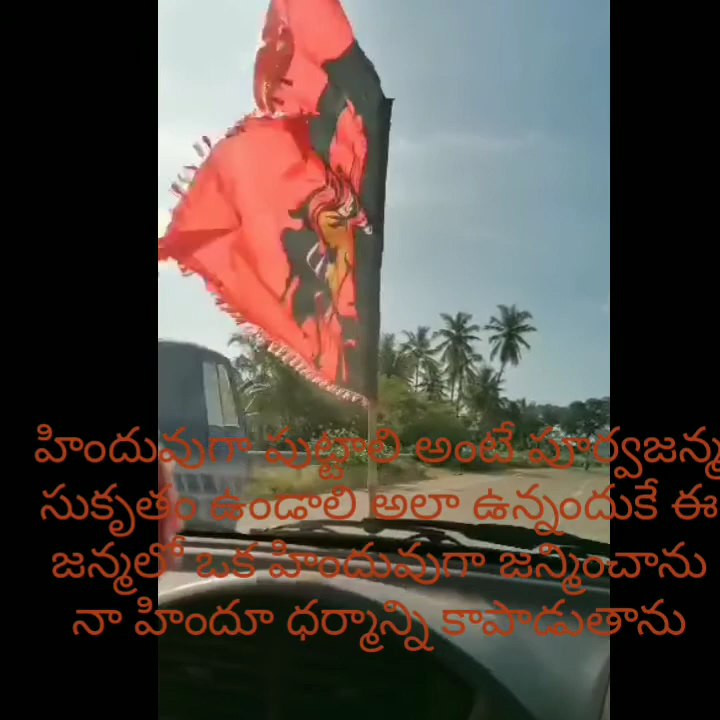 హిందువుగా పుట్టాలి అంటే పూర్వజన్మ
సుకృతం ఉండాలి అలా ఉన్నందుకే ఈ
జన్మలో ఒక హిందువుగా జన్మించాను
నా హిందూ ధర్మాన్ని కాపాడుతాను